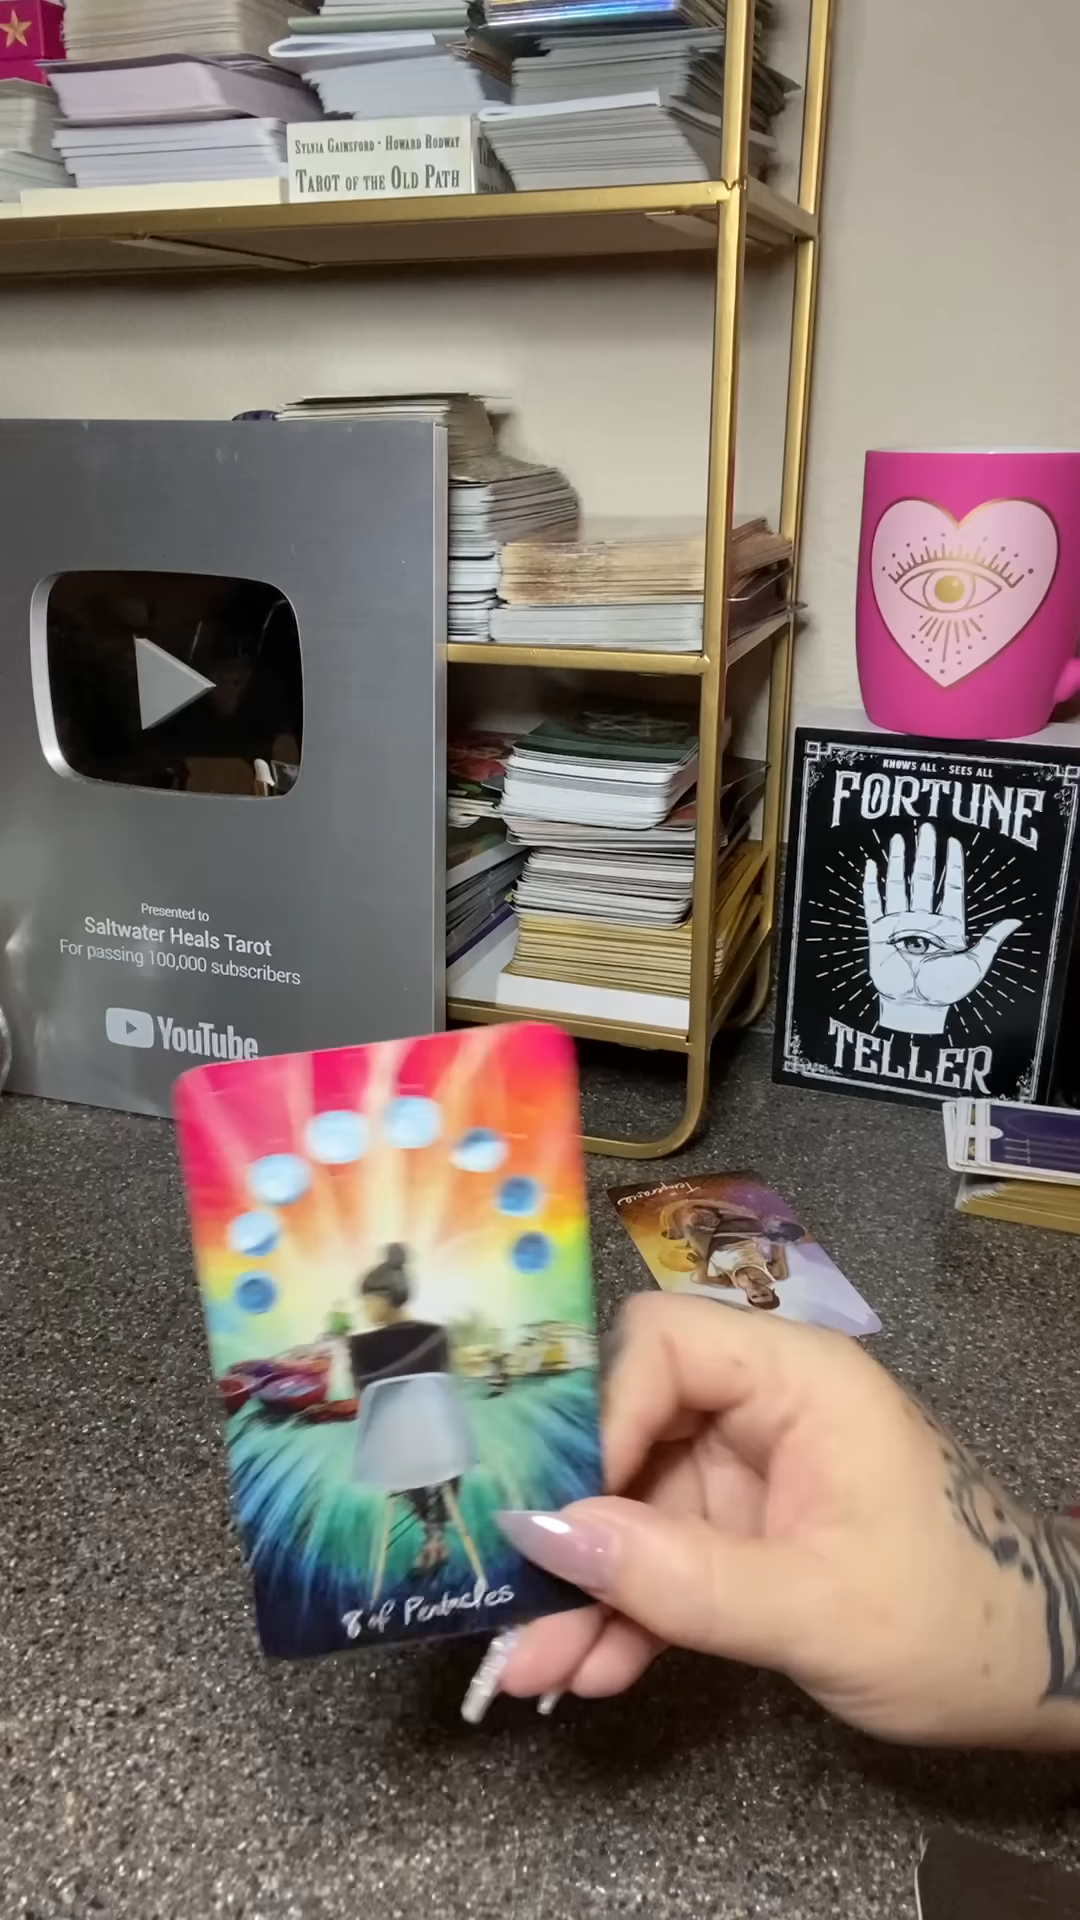 SYLVIA GAINSFORD • HOWARD RODWAY
TAROT OF THE OLD PATH
Presented to
Saltwater Heals Tarot
For passing 100,000 subscribers
YouTube
KNOWS ALL · SEES ALL
FORTUNE
TELLER
Temperance
8 of Pentacles